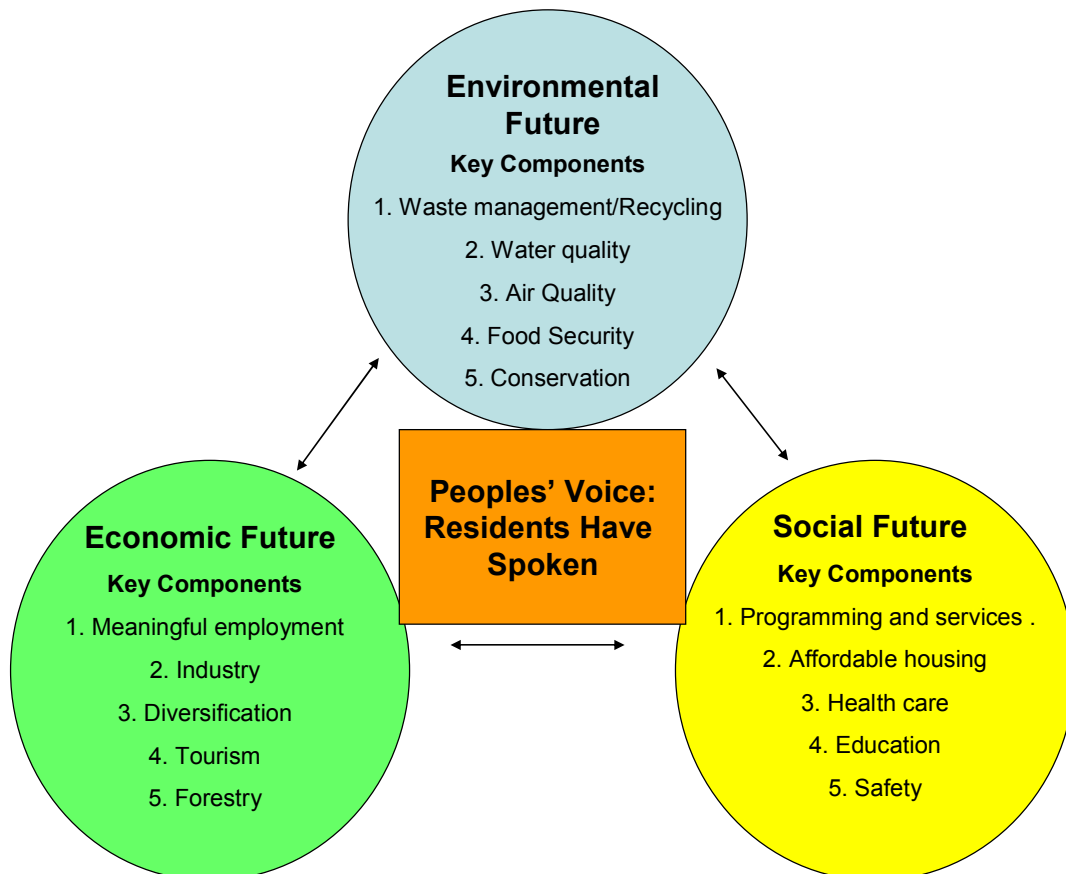 Environmental
Future
Key Components
1. Waste management/Recycling
2. Water quality
3. Air Quality
4. Food Security
5. Conservation
Peoples’ Voice:
Residents Have
Spoken
Economic Future
Key Components
1. Meaningful employment
2. Industry
3. Diversification
4. Tourism
5. Forestry
Social Future
Key Components
1. Programming and services .
2. Affordable housing
3. Health care
4. Education
5. Safety